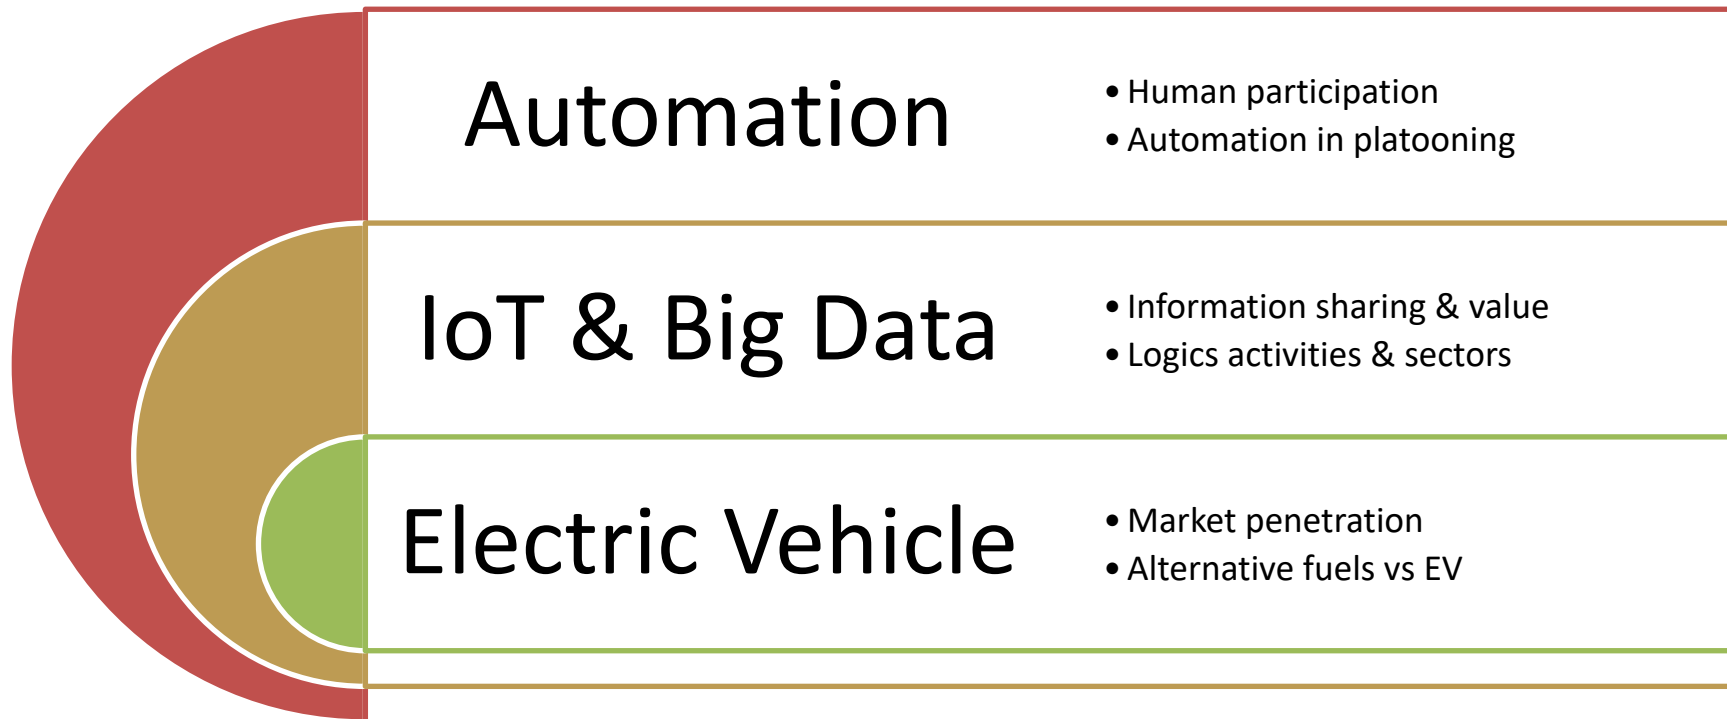 Automation
• Human participation
• Automation in platooning
IoT & Big Data
• Information sharing & value
• Logics activities & sectors
Electric Vehicle
• Market penetration
• Alternative fuels vs EV